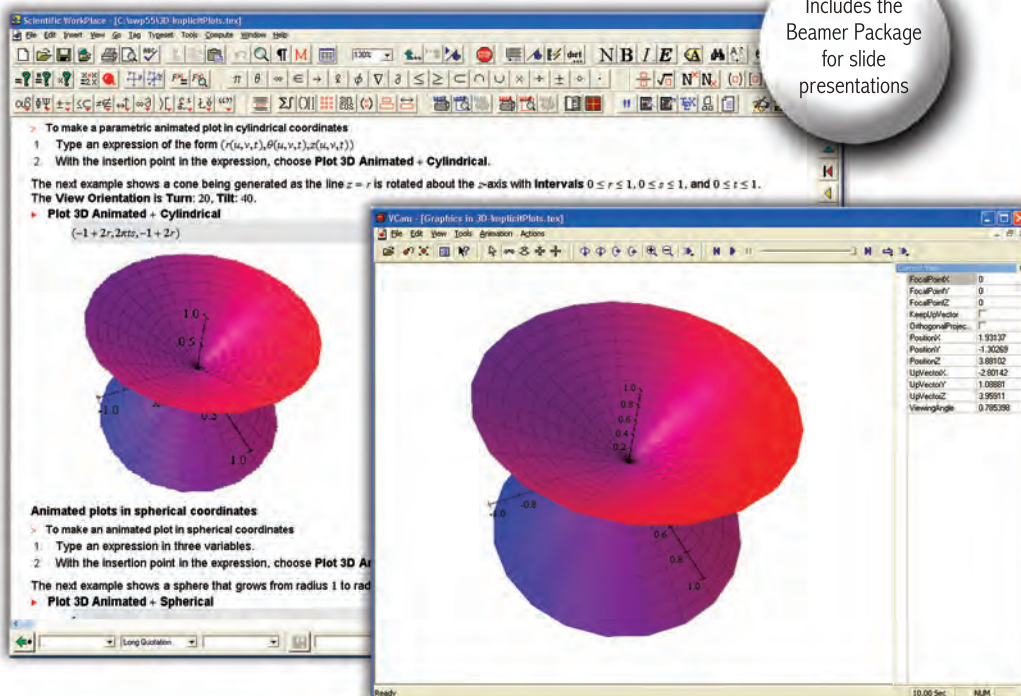 Includes the
Beamer Package
for slide
presentations
Scientific WorkPlace - [C:\swp55\3D-ImplicitPlots.tex]
File Edit Insert View Go Tag Typeset Tools Compute Window Help
130%
N B I E
To make a parametric animated plot in cylindrical coordinates
1. Type an expression of the form (r(u,v,t),θ(u,v,t),z(u,v,t))
2. With the insertion point in the expression, choose Plot 3D Animated + Cylindrical.
The next example shows a cone being generated as the line z = r is rotated about the z-axis with Intervals 0 ≤ r ≤ 1, 0 ≤ s ≤ 1, and 0 ≤ t ≤ 1.
The View Orientation is Turn: 20, Tilt: 40.
Plot 3D Animated + Cylindrical
(-1 + 2r, 2πts, -1 + 2r)
1.0
0.5
-1.0
0.5
1.0
Animated plots in spherical coordinates
To make an animated plot in spherical coordinates
1. Type an expression in three variables.
2. With the insertion point in the expression, choose Plot 3D A
The next example shows a sphere that grows from radius 1 to rad
Plot 3D Animated + Spherical
Long Quotation
VCam - [Graphics in 3D-ImplicitPlots.tex]
File Edit View Tools Animation Actions
1.0
0.8
0.6
0.4
0.2
-1.0
-0.8
0.6
0.8
1.0
FocalPointX 0
FocalPointY 0
FocalPointZ 0
KeepUpVector
OrthogonalProjec...
PositionX 1.93137
PositionY -1.30269
PositionZ 3.88102
UpVectorX -2.80142
UpVectorY 1.08881
UpVectorZ 3.95911
ViewingAngle 0.785398
Ready
10.00 Sec
NUM